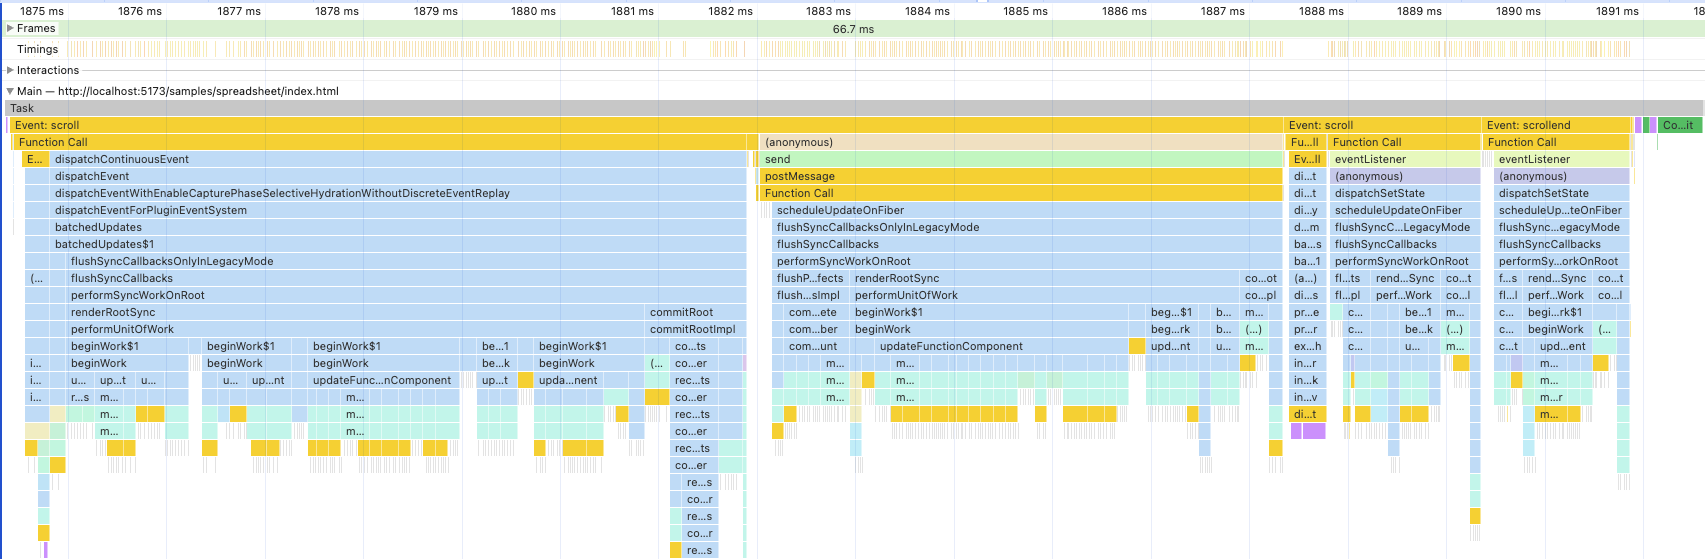 1875 ms 1876 ms 1877 ms 1878 ms 1879 ms 1880 ms 1881 ms 1882 ms 1883 ms 1884 ms 1885 ms 1886 ms 1887 ms 1888 ms 1889 ms 1890 ms 1891 ms 18
Frames 66.7 ms
Timings
Interactions
Main — http://localhost:5173/samples/spreadsheet/index.html
Task
Event: scroll Event: scroll Event: scrollend Co…it
Function Call (anonymous) Fu…ll Function Call Function Call
E… dispatchContinuousEvent send Ev…ll eventListener eventListener
dispatchEvent postMessage di…t (anonymous) (anonymous)
dispatchEventWithEnableCapturePhaseSelectiveHydrationWithoutDiscreteEventReplay Function Call di…t dispatchSetState dispatchSetState
dispatchEventForPluginEventSystem scheduleUpdateOnFiber di…y scheduleUpdateOnFiber scheduleUp…teOnFiber
batchedUpdates flushSyncCallbacksOnlyInLegacyMode d…m flushSyncC…LegacyMode flushSync…egacyMode
batchedUpdates$1 flushSyncCallbacks ba…s flushSyncCallbacks flushSyncCallbacks
flushSyncCallbacksOnlyInLegacyMode performSyncWorkOnRoot ba…1 performSyncWorkOnRoot performSy…orkOnRoot
(… flushSyncCallbacks flushP…fects renderRootSync co…ot (a…) fl…ts rend…Sync co…t f…s rend…Sync co…t
performSyncWorkOnRoot flush…sImpl performUnitOfWork co…pl di…s fl…pl perf…Work co…l fl…l perf…Work co…l
renderRootSync commitRoot com…ete beginWork$1 beg…$1 b… m… pr…e c… be…1 m… c… begi…rk$1
performUnitOfWork commitRootImpl com…ber beginWork beg…rk b… (…) pr…r c… be…k (…) c… beginWork (…
beginWork$1 beginWork$1 beginWork$1 be…1 beginWork$1 co…ts com…unt updateFunctionComponent upd…nt u… m… ex…h c… u… m… c…t upd…ent
i… beginWork beginWork beginWork be…k beginWork (… co…er m… m… in…r m…
i… u… up…t u… u… up…nt updateFunc…nComponent up…t upda…nent rec…ts m… m… in…k m…
i… r…s m… m… co…er m… m… in…v m…r
m… m… rec…ts di…t m…
m… m… co…er
rec…ts
co…er
re…s
co…r
re…s
co…r
re…s